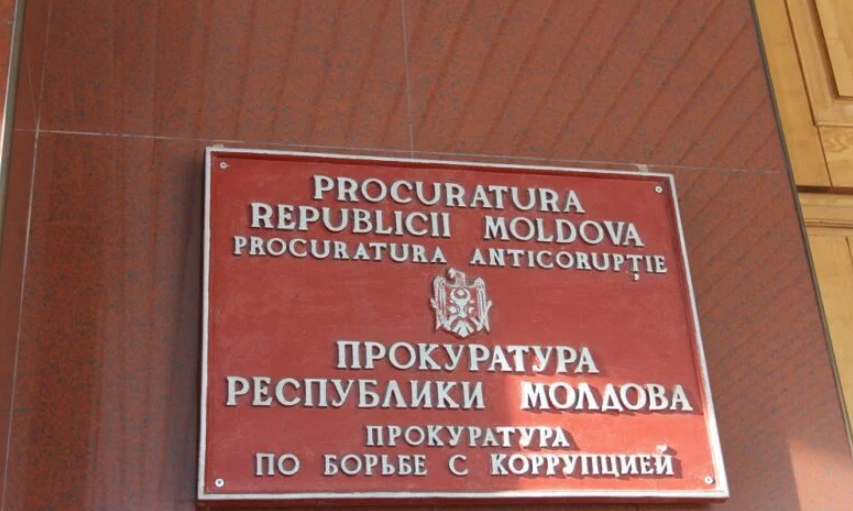 PROCURATURA
REPUBLICII MOLDOVA
PROCURATURA ANTICORUPȚIE
ПРОКУРАТУРА
РЕСПУБЛИКИ МОЛДОВА
ПРОКУРАТУРА
ПО БОРЬБЕ С КОРРУПЦИЕЙ